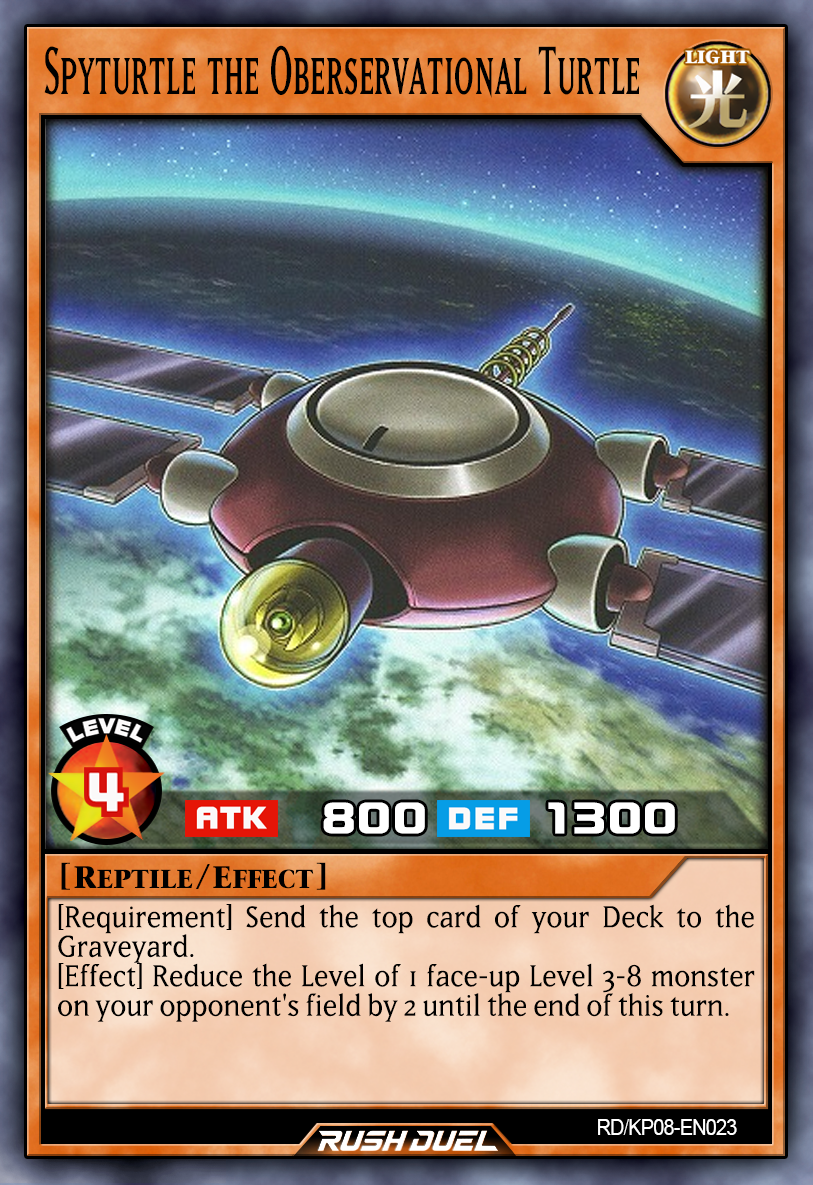 Spyturtle the Oberservational Turtle
LIGHT
光
LEVEL
4
ATK 800 DEF 1300
[Reptile/Effect]
[Requirement] Send the top card of your Deck to the
Graveyard.
[Effect] Reduce the Level of 1 face-up Level 3-8 monster
on your opponent's field by 2 until the end of this turn.
RD/KP08-EN023
RUSH DUEL